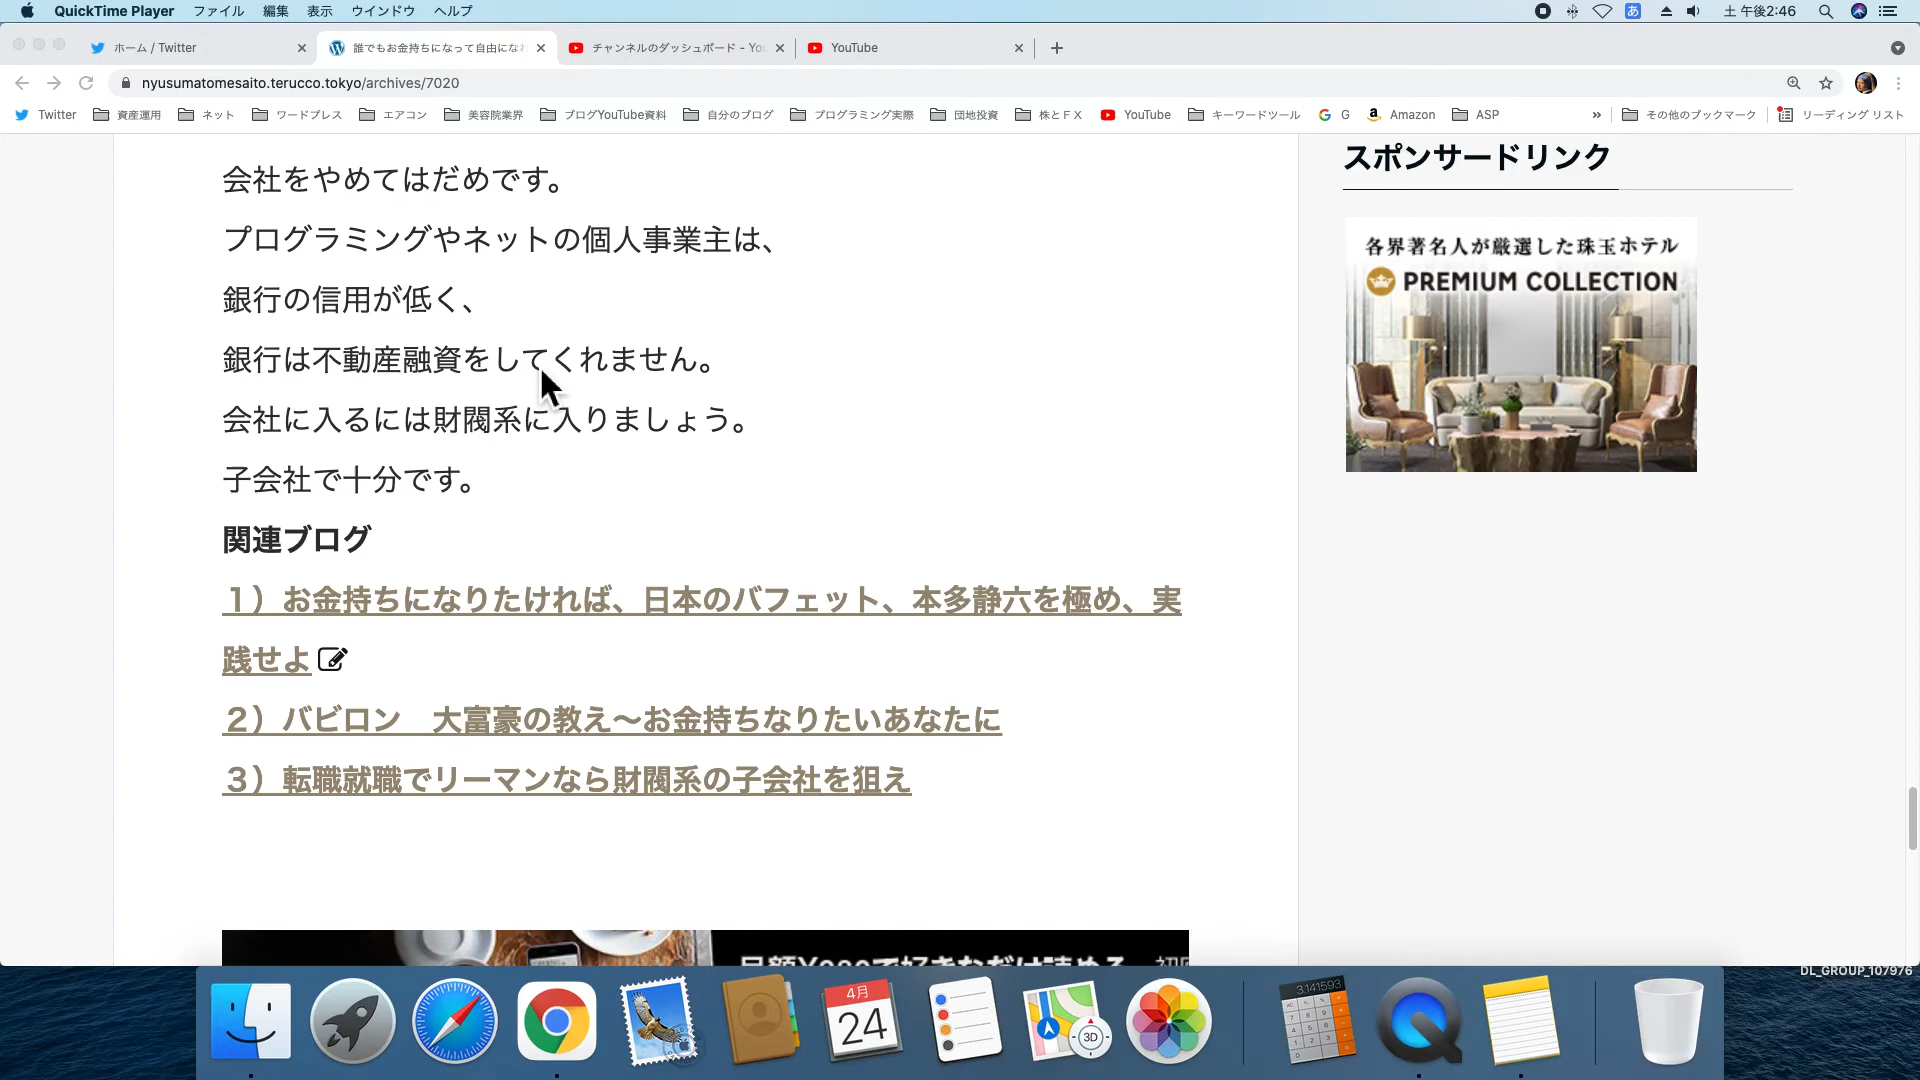 QuickTime Player ファイル 編集 表示 ウインドウ ヘルプ あ 土 午後2:46
ホーム / Twitter 誰でもお金持ちになって自由になれ チャンネルのダッシュボード - You YouTube
nyusumatomesaito.terucco.tokyo/archives/7020
Twitter 資産運用 ネット ワードプレス エアコン 美容院業界 ブログYouTube資料 自分のブログ プログラミング実際 団地投資 株とＦＸ YouTube キーワードツール G Amazon ASP » その他のブックマーク リーディング リスト
会社をやめてはだめです。
プログラミングやネットの個人事業主は、
銀行の信用が低く、
銀行は不動産融資をしてくれません。
会社に入るには財閥系に入りましょう。
子会社で十分です。
関連ブログ
１）お金持ちになりたければ、日本のバフェット、本多静六を極め、実
践せよ
２）バビロン　大富豪の教え〜お金持ちなりたいあなたに
３）転職就職でリーマンなら財閥系の子会社を狙え
スポンサードリンク
各界著名人が厳選した珠玉ホテル
PREMIUM COLLECTION
DL_GROUP_107976
4月
24
3D
3.141593